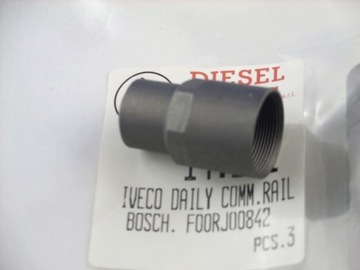 DIESEL
IVECO DAILY COMM.RAIL
BOSCH. F00RJ00842
PCS.3